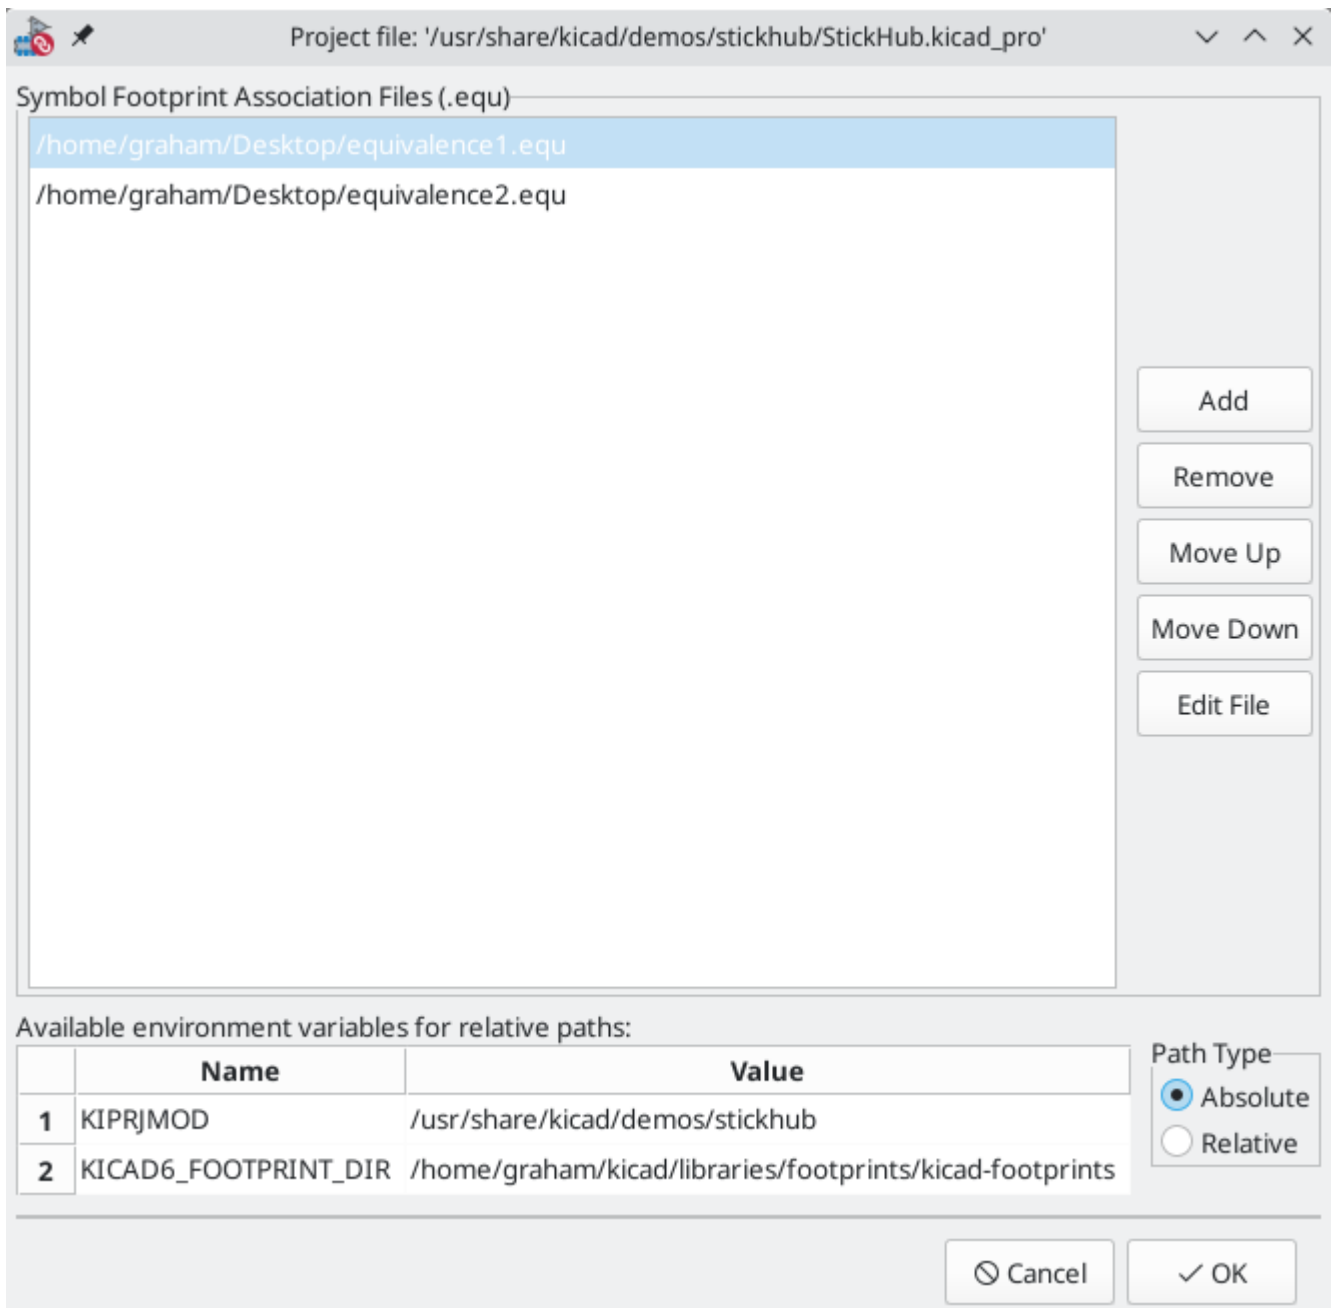 Project file: '/usr/share/kicad/demos/stickhub/StickHub.kicad_pro'
Symbol Footprint Association Files (.equ)
/home/graham/Desktop/equivalence1.equ
/home/graham/Desktop/equivalence2.equ
Add
Remove
Move Up
Move Down
Edit File
Available environment variables for relative paths:
Name Value
1 KIPRJMOD /usr/share/kicad/demos/stickhub
2 KICAD6_FOOTPRINT_DIR /home/graham/kicad/libraries/footprints/kicad-footprints
Path Type
Absolute
Relative
Cancel OK